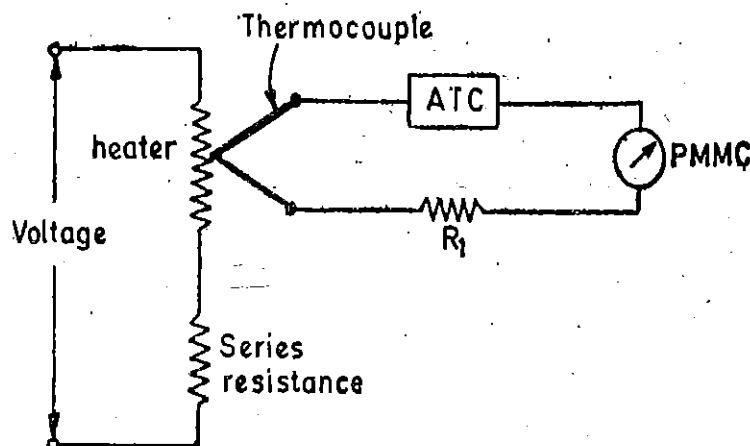 Thermocouple
ATC
heater
PMMC
Voltage
R1
Series
resistance